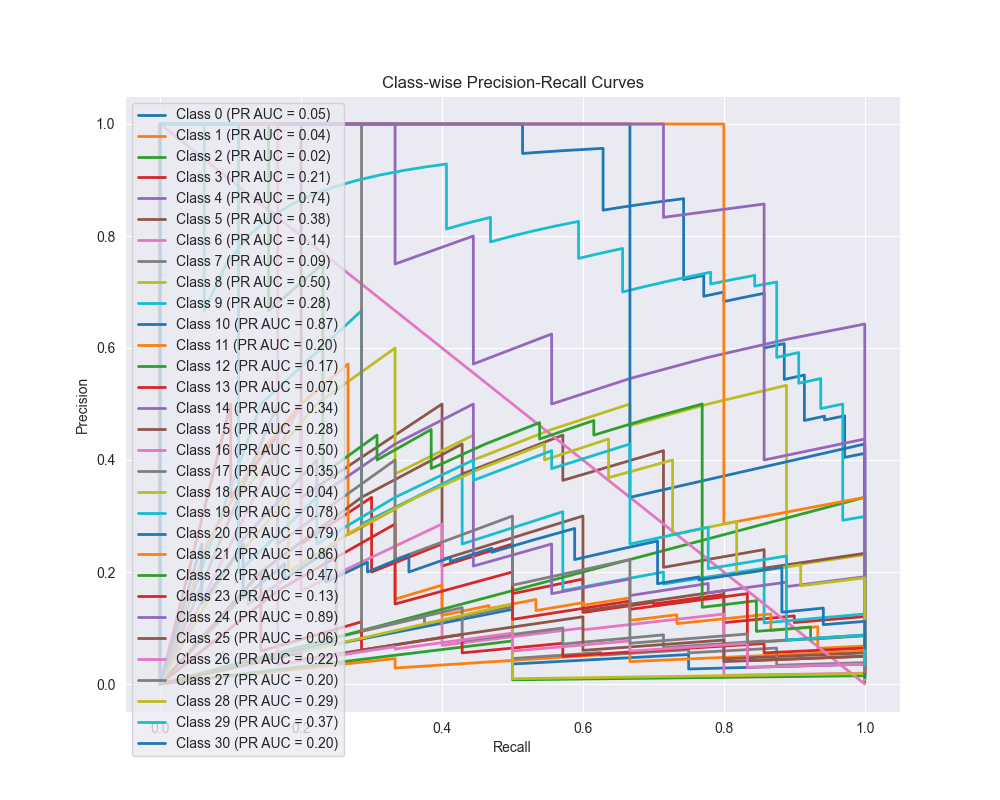 Class-wise Precision-Recall Curves
Precision
1.0
0.8
0.6
0.4
0.2
0.0
Class 0 (PR AUC = 0.05)
Class 1 (PR AUC = 0.04)
Class 2 (PR AUC = 0.02)
Class 3 (PR AUC = 0.21)
Class 4 (PR AUC = 0.74)
Class 5 (PR AUC = 0.38)
Class 6 (PR AUC = 0.14)
Class 7 (PR AUC = 0.09)
Class 8 (PR AUC = 0.50)
Class 9 (PR AUC = 0.28)
Class 10 (PR AUC = 0.87)
Class 11 (PR AUC = 0.20)
Class 12 (PR AUC = 0.17)
Class 13 (PR AUC = 0.07)
Class 14 (PR AUC = 0.34)
Class 15 (PR AUC = 0.28)
Class 16 (PR AUC = 0.50)
Class 17 (PR AUC = 0.35)
Class 18 (PR AUC = 0.04)
Class 19 (PR AUC = 0.78)
Class 20 (PR AUC = 0.79)
Class 21 (PR AUC = 0.86)
Class 22 (PR AUC = 0.47)
Class 23 (PR AUC = 0.13)
Class 24 (PR AUC = 0.89)
Class 25 (PR AUC = 0.06)
Class 26 (PR AUC = 0.22)
Class 27 (PR AUC = 0.20)
Class 28 (PR AUC = 0.29)
Class 29 (PR AUC = 0.37)
Class 30 (PR AUC = 0.20)
0.0 0.2 0.4 0.6 0.8 1.0
Recall